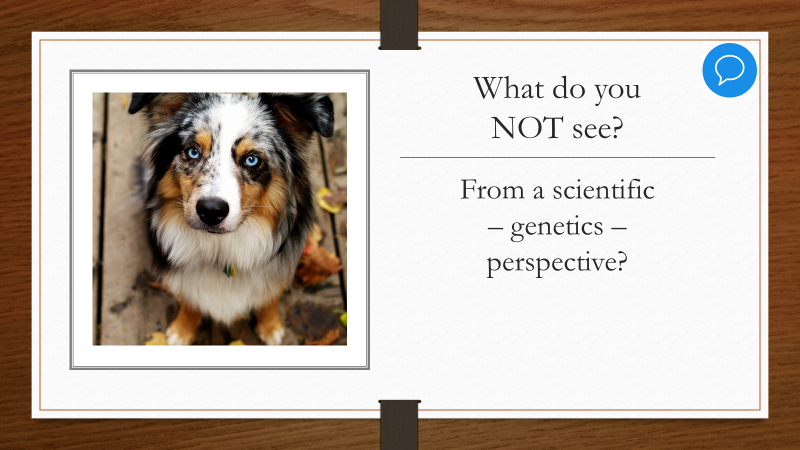 What do you
NOT see?
From a scientific
– genetics –
perspective?